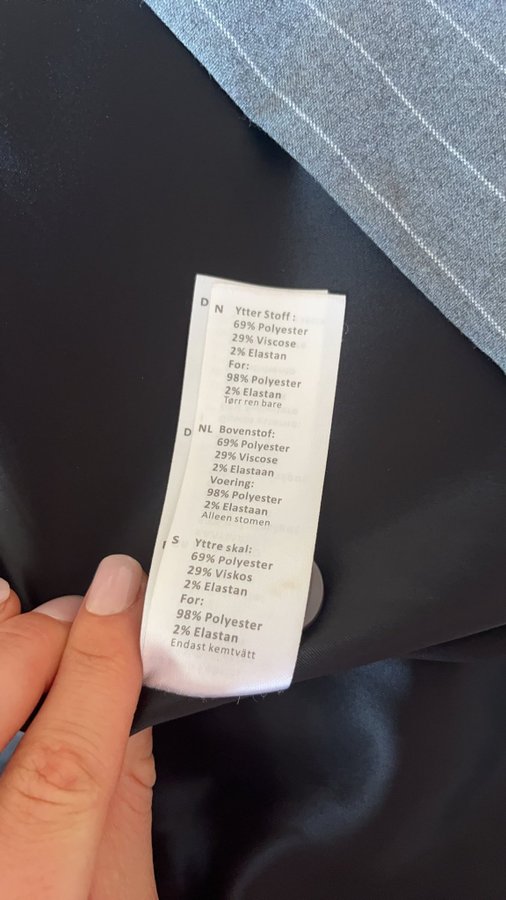 D
N Ytter Stoff :
69% Polyester
29% Viscose
2% Elastan
For:
98% Polyester
2% Elastan
Tørr ren bare
D
NL Bovenstof:
69% Polyester
29% Viscose
2% Elastaan
Voering:
98% Polyester
2% Elastaan
Alleen stomen
S Yttre skal:
69% Polyester
29% Viskos
2% Elastan
For:
98% Polyester
2% Elastan
Endast kemtvätt